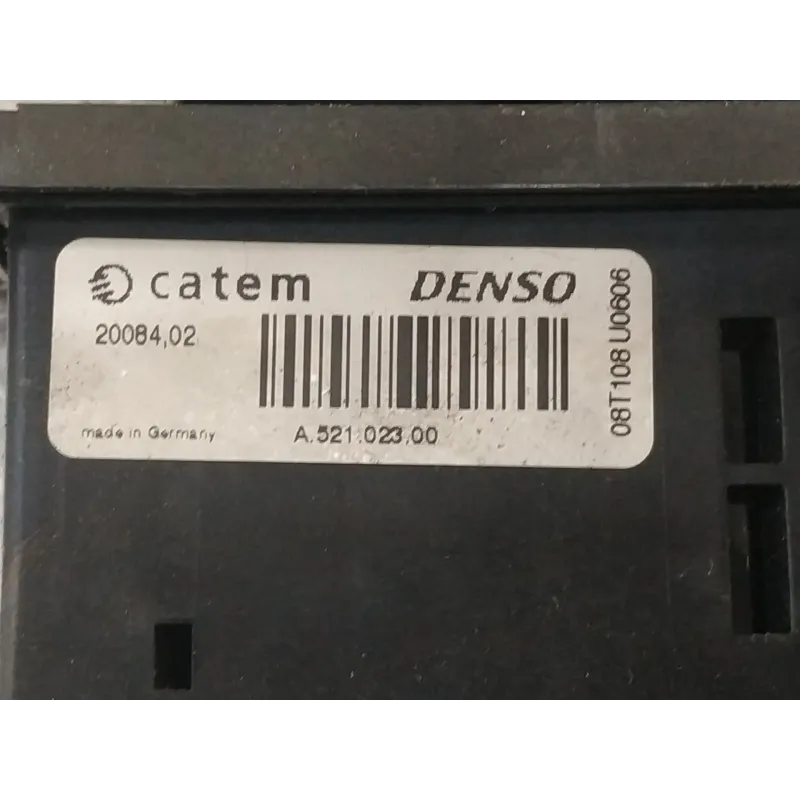 catem DENSO
20084,02
made in Germany A.521.023,00
08T108 U0606